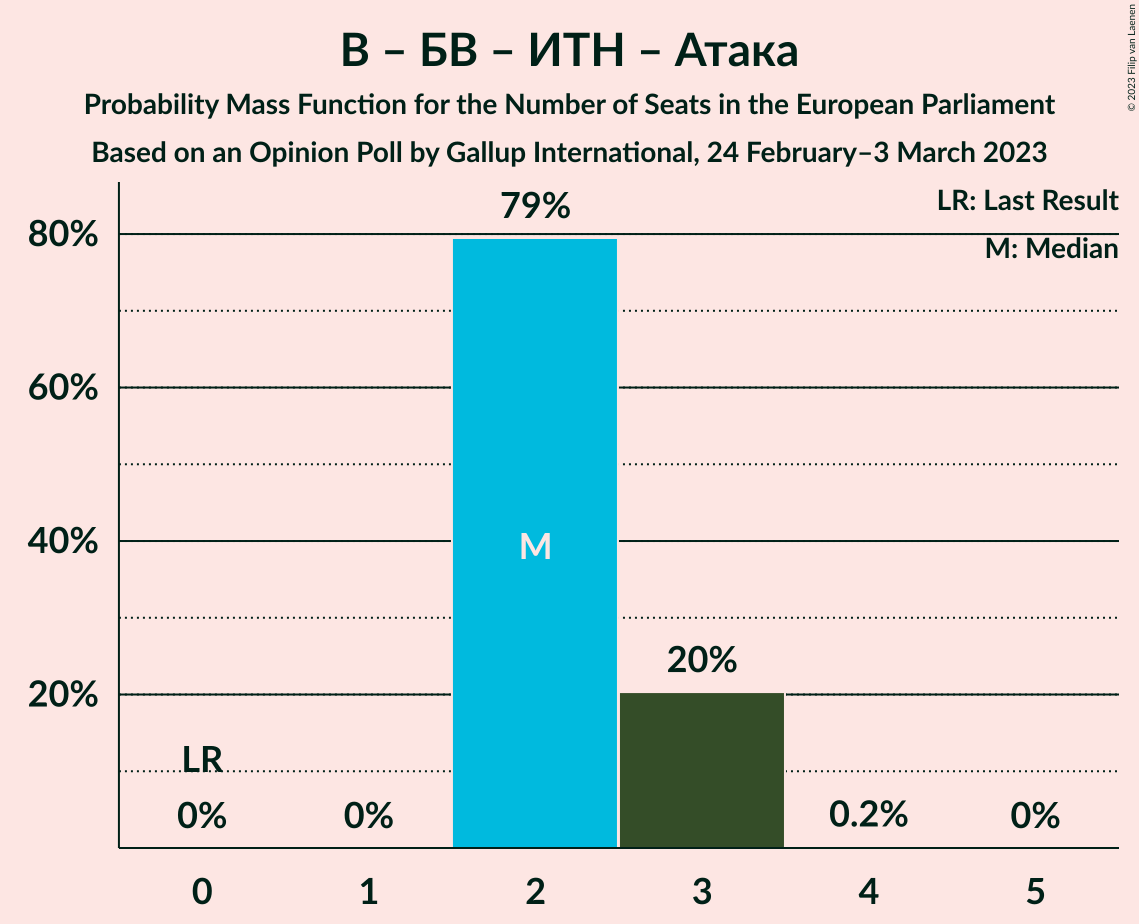 В – БВ – ИТН – Атака
Probability Mass Function for the Number of Seats in the European Parliament
Based on an Opinion Poll by Gallup International, 24 February–3 March 2023
© 2023 Filip van Laenen
LR: Last Result
M: Median
79%
80%
60%
40%
M
20%
20%
LR
0%
0%
0.2%
0%
0
1
2
3
4
5